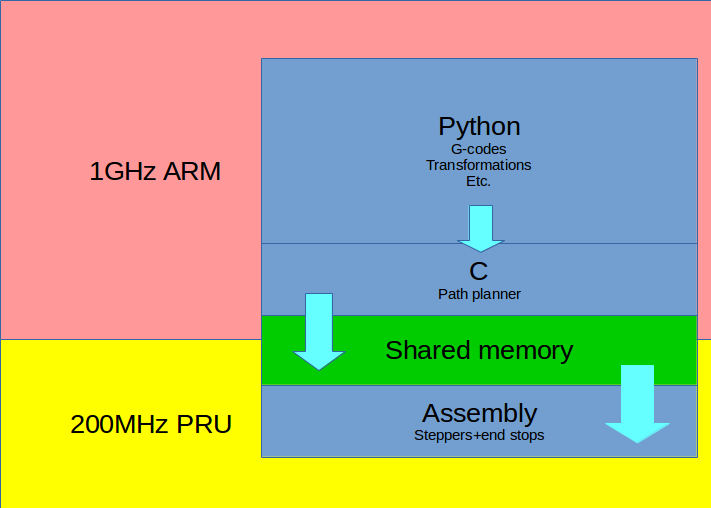 Python
G-codes
Transformations
Etc.
1GHz ARM
C
Path planner
Shared memory
Assembly
Steppers+end stops
200MHz PRU